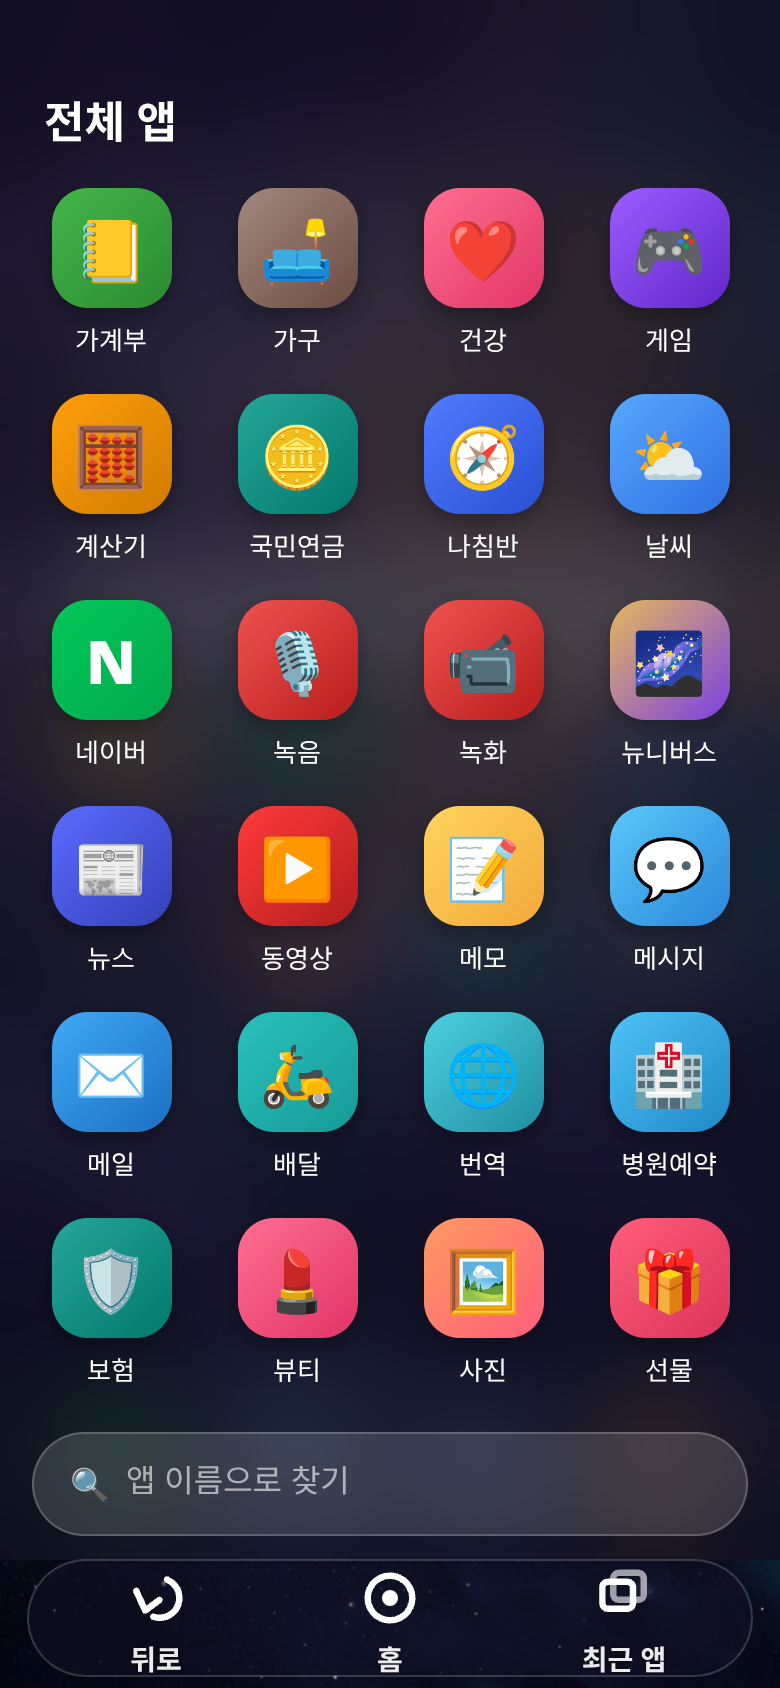 전체 앱
가계부
가구
건강
게임
계산기
국민연금
나침반
날씨
N
네이버
녹음
녹화
뉴니버스
뉴스
동영상
메모
메시지
메일
배달
번역
병원예약
보험
뷰티
사진
선물
앱 이름으로 찾기
뒤로
홈
최근 앱